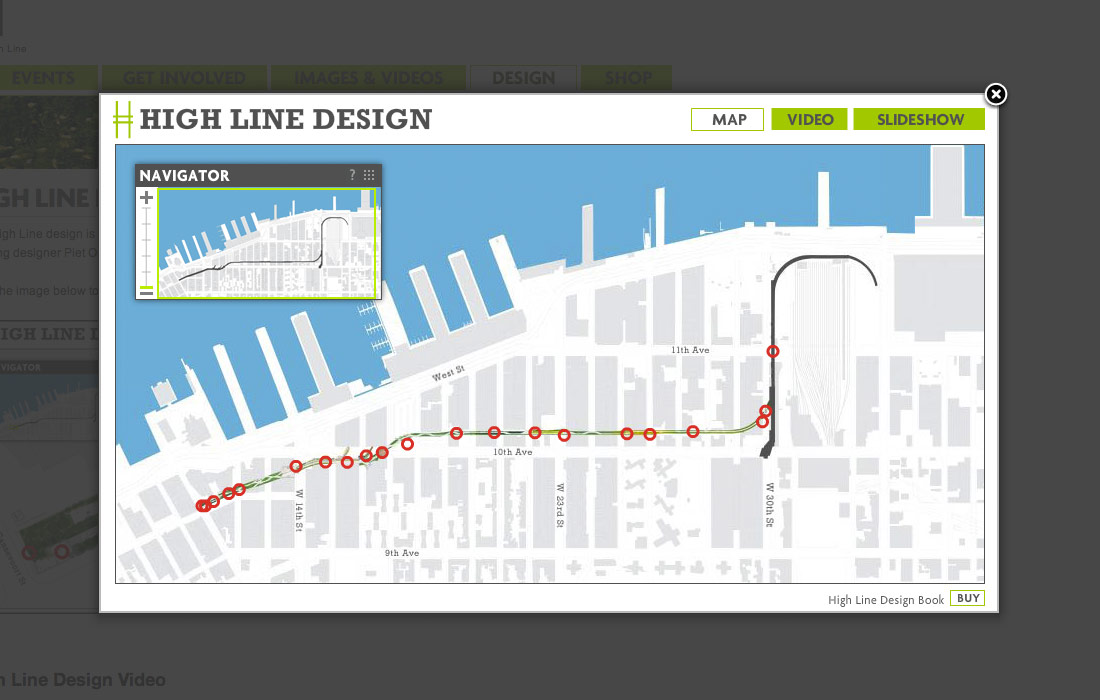 h Line
EVENTS GET INVOLVED IMAGES & VIDEOS DESIGN SHOP
HIGH LINE DESIGN
MAP VIDEO SLIDESHOW
NAVIGATOR ?
GH LINE
igh Line design is
ng designer Piet O
he image below to
IGH LINE
VIGATOR
11th Ave
West St
10th Ave
W 14th St
W 23rd St
W 30th St
9th Ave
High Line Design Book BUY
h Line Design Video